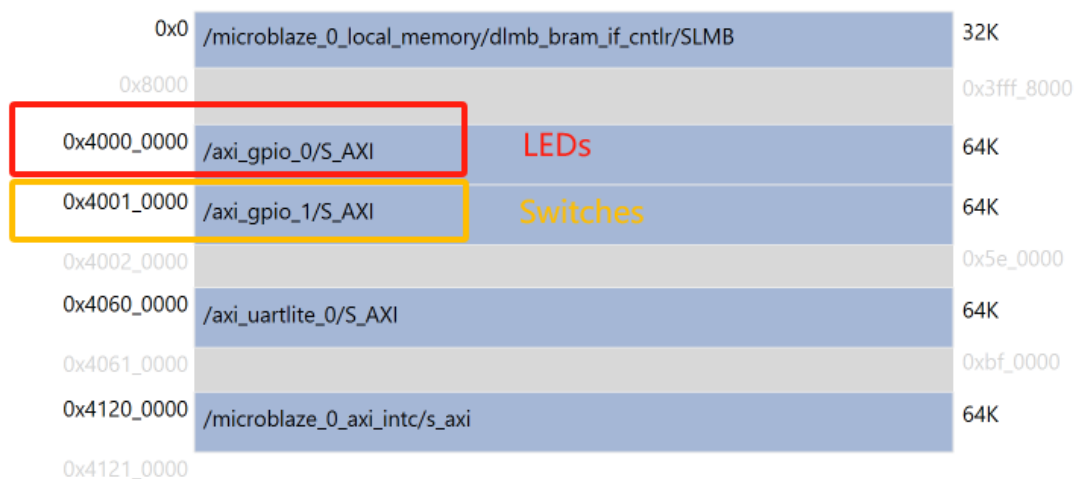 0x0 /microblaze_0_local_memory/dlmb_bram_if_cntlr/SLMB 32K
0x8000 0x3fff_8000
0x4000_0000 /axi_gpio_0/S_AXI LEDs 64K
0x4001_0000 /axi_gpio_1/S_AXI Switches 64K
0x4002_0000 0x5e_0000
0x4060_0000 /axi_uartlite_0/S_AXI 64K
0x4061_0000 0xbf_0000
0x4120_0000 /microblaze_0_axi_intc/s_axi 64K
0x4121_0000